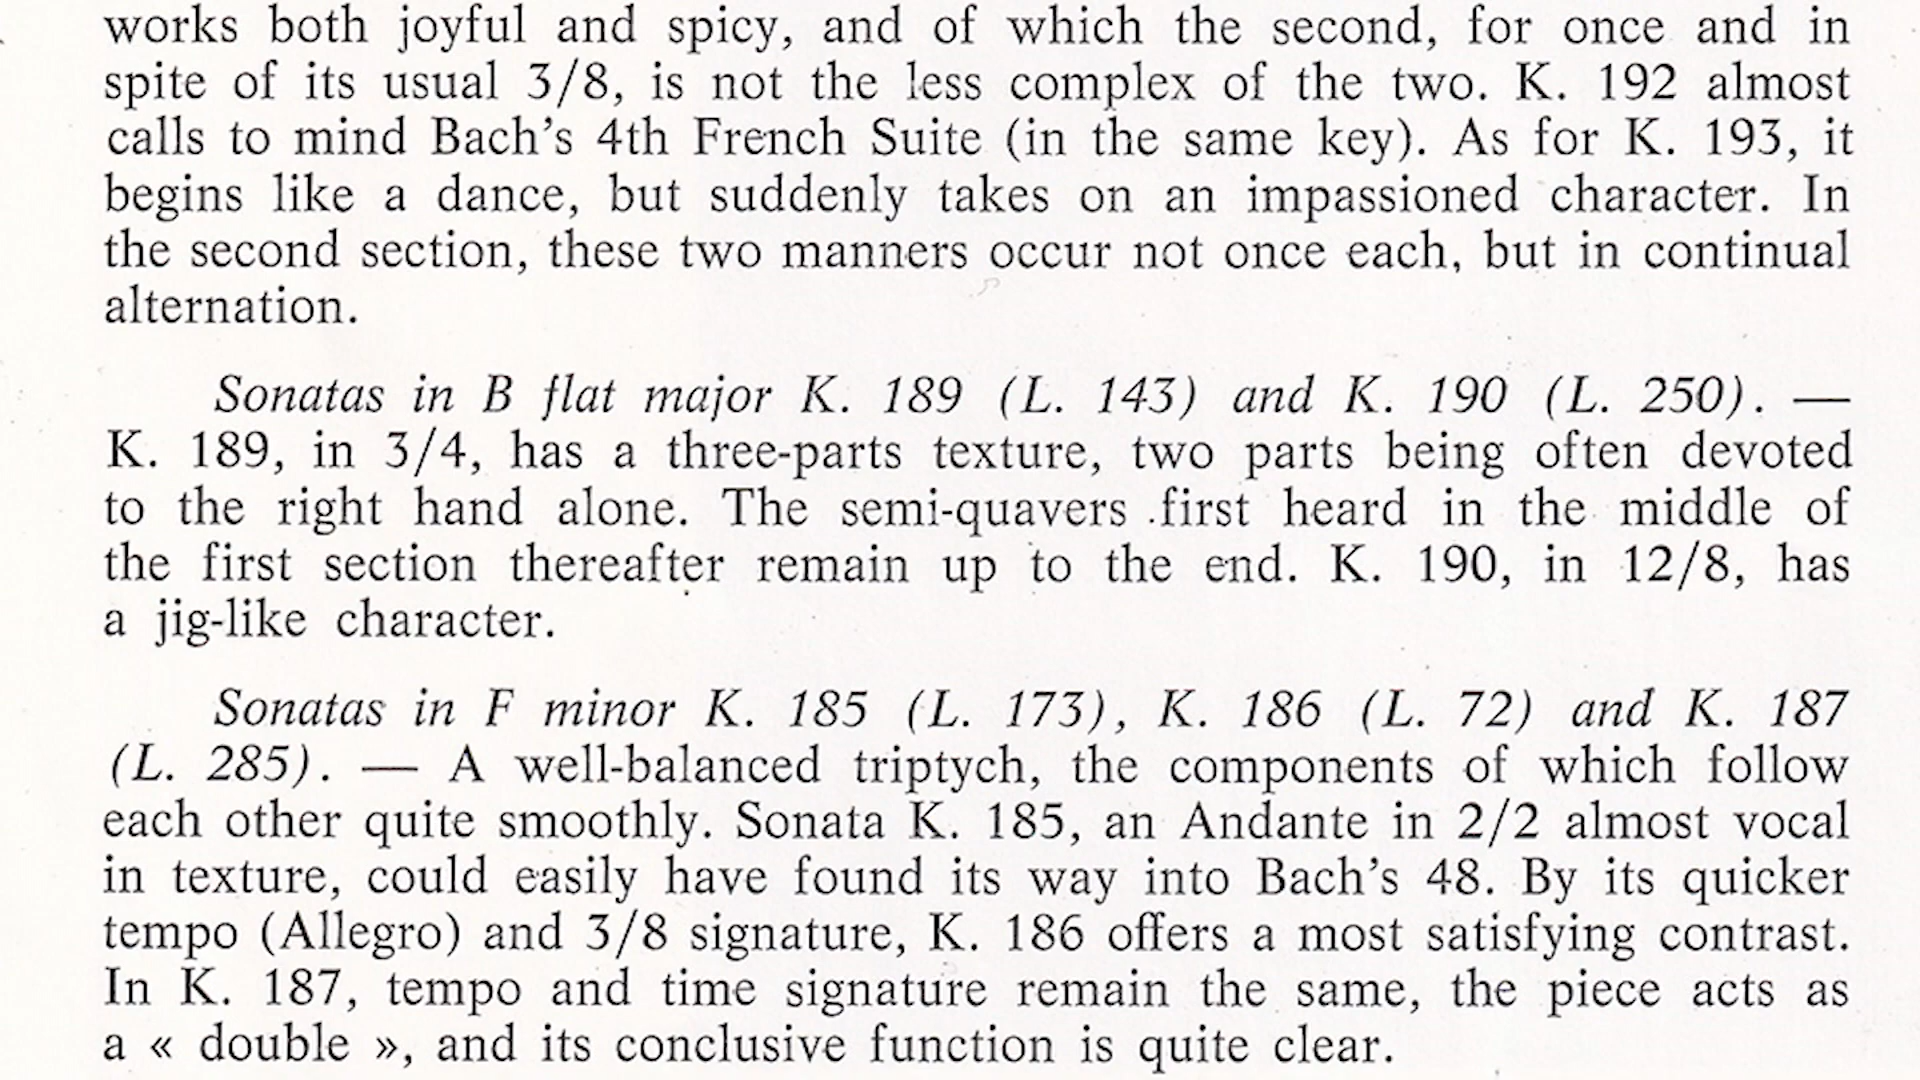 works both joyful and spicy, and of which the second, for once and in
spite of its usual 3/8, is not the less complex of the two. K. 192 almost
calls to mind Bach’s 4th French Suite (in the same key). As for K. 193, it
begins like a dance, but suddenly takes on an impassioned character. In
the second section, these two manners occur not once each, but in continual
alternation.
Sonatas in B flat major K. 189 (L. 143) and K. 190 (L. 250). —
K. 189, in 3/4, has a three-parts texture, two parts being often devoted
to the right hand alone. The semi-quavers first heard in the middle of
the first section thereafter remain up to the end. K. 190, in 12/8, has
a jig-like character.
Sonatas in F minor K. 185 (L. 173), K. 186 (L. 72) and K. 187
(L. 285). — A well-balanced triptych, the components of which follow
each other quite smoothly. Sonata K. 185, an Andante in 2/2 almost vocal
in texture, could easily have found its way into Bach’s 48. By its quicker
tempo (Allegro) and 3/8 signature, K. 186 offers a most satisfying contrast.
In K. 187, tempo and time signature remain the same, the piece acts as
a « double », and its conclusive function is quite clear.